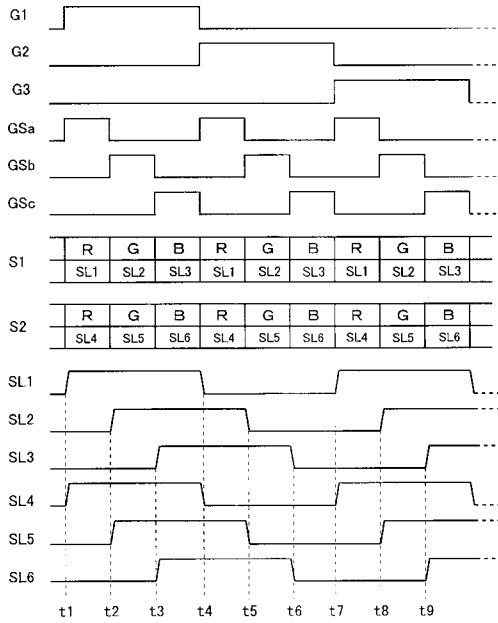 G1
G2
G3
GSa
GSb
GSc
S1 R G B R G B R G B
SL1 SL2 SL3 SL1 SL2 SL3 SL1 SL2 SL3
S2 R G B R G B R G B
SL4 SL5 SL6 SL4 SL5 SL6 SL4 SL5 SL6
SL1
SL2
SL3
SL4
SL5
SL6
t1 t2 t3 t4 t5 t6 t7 t8 t9